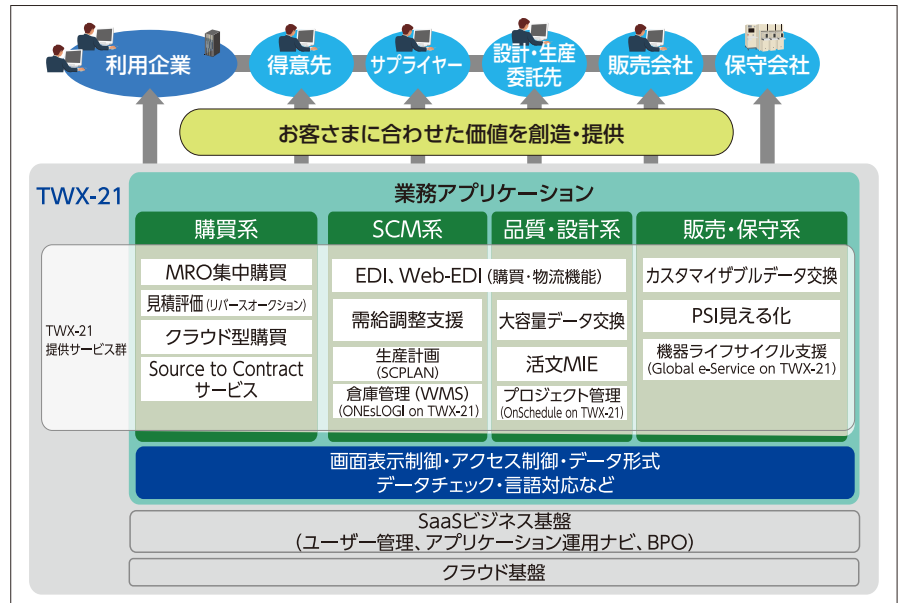 利用企業
得意先
サプライヤー
設計・生産
委託先
販売会社
保守会社
お客さまに合わせた価値を創造・提供
TWX-21
業務アプリケーション
購買系
SCM系
品質・設計系
販売・保守系
TWX-21
提供サービス群
MRO集中購買
見積評価(リバースオークション)
クラウド型購買
Source to Contract
サービス
EDI、Web-EDI(購買・物流機能)
需給調整支援
生産計画
(SCPLAN)
倉庫管理(WMS)
(ONEsLOGI on TWX-21)
大容量データ交換
活文MIE
プロジェクト管理
(OnSchedule on TWX-21)
カスタマイザブルデータ交換
PSI見える化
機器ライフサイクル支援
(Global e-Service on TWX-21)
画面表示制御・アクセス制御・データ形式
データチェック・言語対応など
SaaSビジネス基盤
(ユーザー管理、アプリケーション運用ナビ、BPO)
クラウド基盤